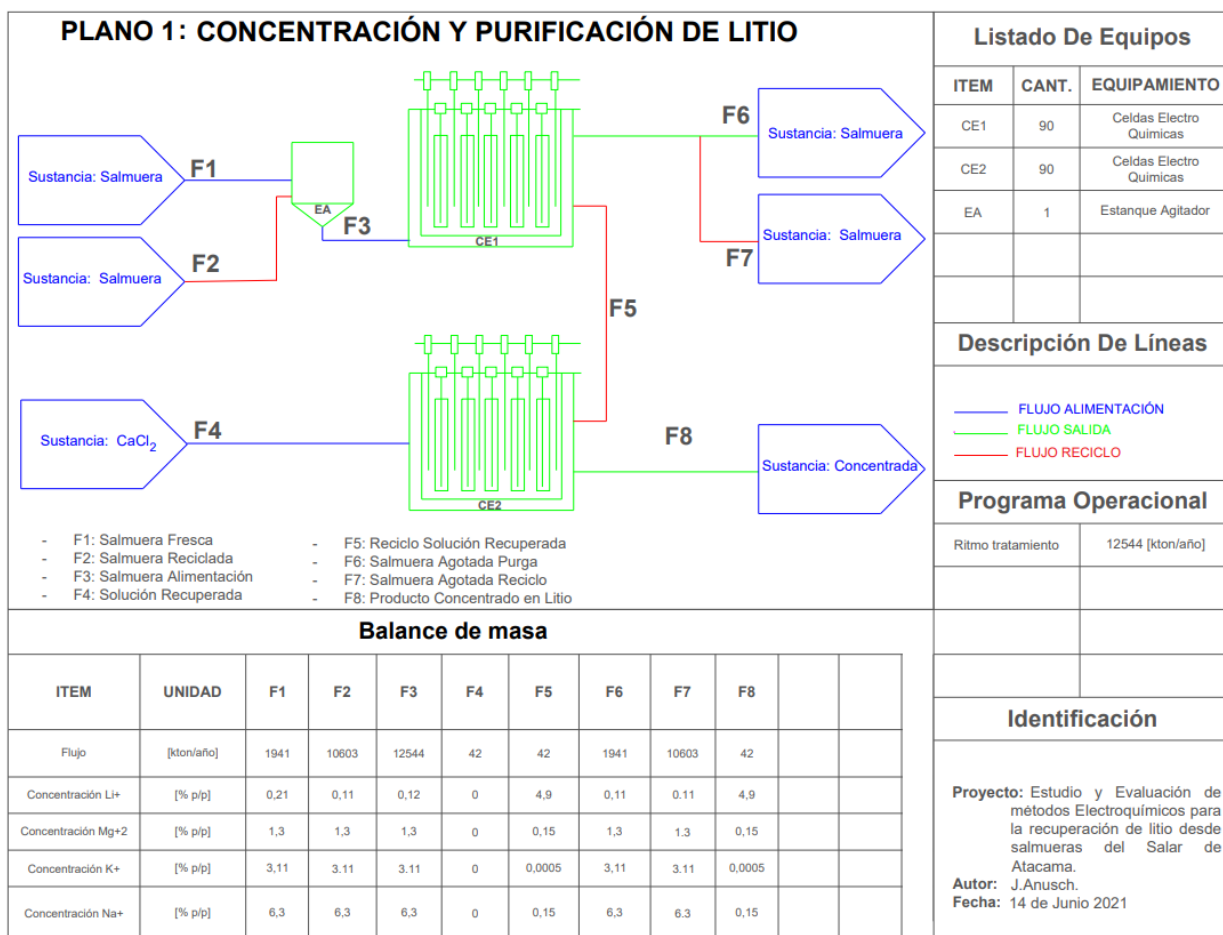 PLANO 1: CONCENTRACIÓN Y PURIFICACIÓN DE LITIO
Sustancia: Salmuera
F1
EA
F3
Sustancia: Salmuera
F2
CE1
F6
Sustancia: Salmuera
Sustancia: Salmuera
F7
F5
Sustancia: CaCl2
F4
CE2
F8
Sustancia: Concentrada
- F1: Salmuera Fresca
- F2: Salmuera Reciclada
- F3: Salmuera Alimentación
- F4: Solución Recuperada
- F5: Reciclo Solución Recuperada
- F6: Salmuera Agotada Purga
- F7: Salmuera Agotada Reciclo
- F8: Producto Concentrado en Litio
Listado De Equipos
ITEM CANT. EQUIPAMIENTO
CE1 90 Celdas Electro
Quimicas
CE2 90 Celdas Electro
Quimicas
EA 1 Estanque Agitador
Descripción De Líneas
FLUJO ALIMENTACIÓN
FLUJO SALIDA
FLUJO RECICLO
Programa Operacional
Ritmo tratamiento 12544 [kton/año]
Balance de masa
ITEM UNIDAD F1 F2 F3 F4 F5 F6 F7 F8
Flujo [kton/año] 1941 10603 12544 42 42 1941 10603 42
Concentración Li+ [% p/p] 0,21 0,11 0,12 0 4,9 0,11 0.11 4,9
Concentración Mg+2 [% p/p] 1,3 1,3 1,3 0 0,15 1,3 1.3 0,15
Concentración K+ [% p/p] 3,11 3.11 3.11 0 0,0005 3,11 3.11 0,0005
Concentración Na+ [% p/p] 6,3 6,3 6,3 0 0,15 6,3 6.3 0,15
Identificación
Proyecto: Estudio y Evaluación de
métodos Electroquímicos para
la recuperación de litio desde
salmueras del Salar de
Atacama.
Autor: J.Anusch.
Fecha: 14 de Junio 2021